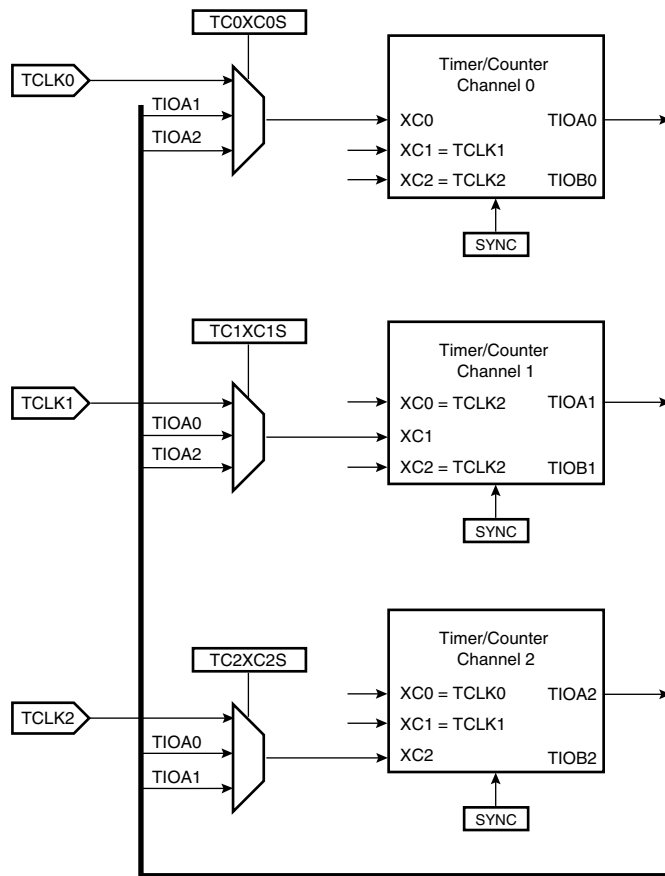 TC0XC0S
TCLK0
TIOA1
TIOA2
Timer/Counter
Channel 0
XC0
TIOA0
XC1 = TCLK1
XC2 = TCLK2
TIOB0
SYNC
TC1XC1S
TCLK1
TIOA0
TIOA2
Timer/Counter
Channel 1
XC0 = TCLK2
TIOA1
XC1
XC2 = TCLK2
TIOB1
SYNC
TC2XC2S
TCLK2
TIOA0
TIOA1
Timer/Counter
Channel 2
XC0 = TCLK0
TIOA2
XC1 = TCLK1
XC2
TIOB2
SYNC